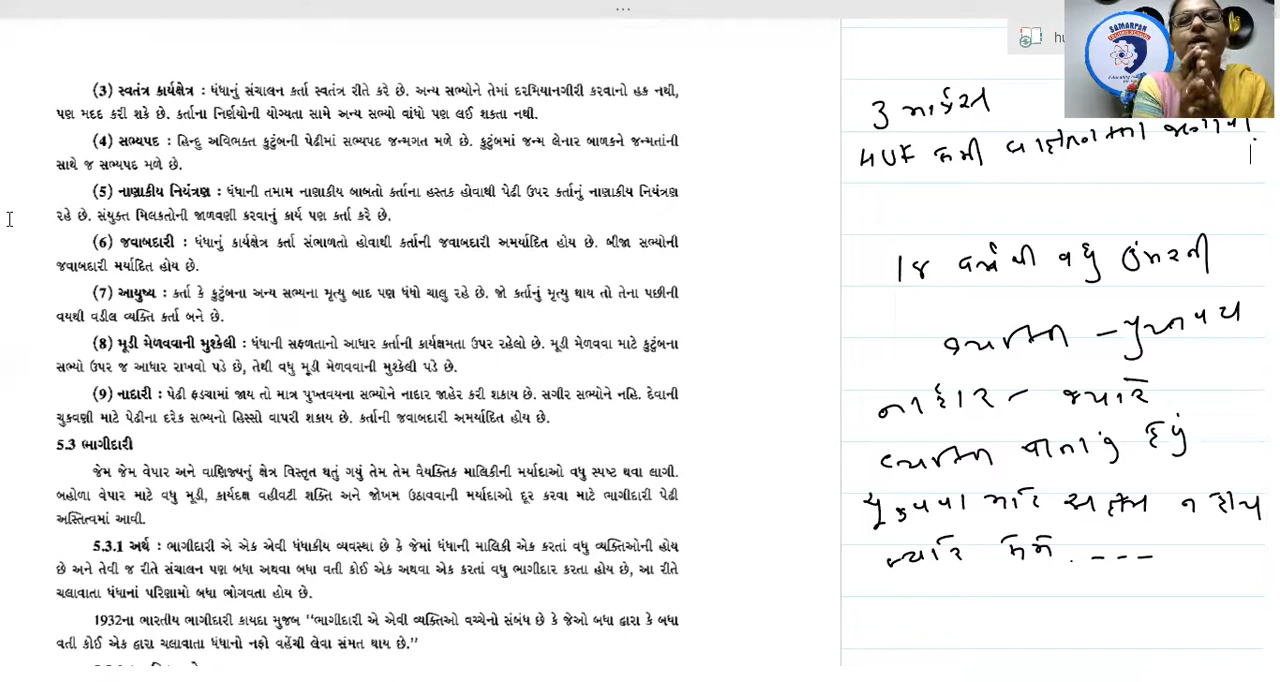 (3) સ્વતંત્ર કાર્યક્ષેત્ર : ધંધાનું સંચાલન કર્તા સ્વતંત્ર રીતે કરે છે. અન્ય સભ્યોને તેમાં દરમિયાનગીરી કરવાનો હક નથી,
પણ મદદ કરી શકે છે. કર્તાના નિર્ણયોની યોગ્યતા સામે અન્ય સભ્યો વાંધો પણ લઈ શકતા નથી.
(4) સભ્યપદ : હિન્દુ અવિભક્ત કુટુંબની પેઢીમાં સભ્યપદ જન્મગત મળે છે. કુટુંબમાં જન્મ લેનાર બાળકને જન્મતાંની
સાથે જ સભ્યપદ મળે છે.
(5) નાણાકીય નિયંત્રણ : ધંધાની તમામ નાણાકીય બાબતો કર્તાના હસ્તક હોવાથી પેઢી ઉપર કર્તાનું નાણાકીય નિયંત્રણ
રહે છે. સંયુક્ત મિલકતોની જાળવણી કરવાનું કાર્ય પણ કર્તા કરે છે.
(6) જવાબદારી : ધંધાનું કાર્યક્ષેત્ર કર્તા સંભાળતો હોવાથી કર્તાની જવાબદારી અમર્યાદિત હોય છે. બીજા સભ્યોની
જવાબદારી મર્યાદિત હોય છે.
(7) આયુષ્ય : કર્તા કે કુટુંબના અન્ય સભ્યના મૃત્યુ બાદ પણ ધંધો ચાલુ રહે છે. જો કર્તાનું મૃત્યુ થાય તો તેના પછીની
વયથી વડીલ વ્યક્તિ કર્તા બને છે.
(8) મૂડી મેળવવાની મુશ્કેલી : ધંધાની સફળતાનો આધાર કર્તાની કાર્યક્ષમતા ઉપર રહેલો છે. મૂડી મેળવવા માટે કુટુંબના
સભ્યો ઉપર જ આધાર રાખવો પડે છે, તેથી વધુ મૂડી મેળવવાની મુશ્કેલી પડે છે.
(9) નાદારી : પેઢી ફડચામાં જાય તો માત્ર પુખ્તવયના સભ્યોને નાદાર જાહેર કરી શકાય છે. સગીર સભ્યોને નહિ. દેવાની
ચુકવણી માટે પેઢીના દરેક સભ્યનો હિસ્સો વાપરી શકાય છે. કર્તાની જવાબદારી અમર્યાદિત હોય છે.
5.3 ભાગીદારી
જેમ જેમ વેપાર અને વાણિજ્યનું ક્ષેત્ર વિસ્તૃત થતું ગયું તેમ તેમ વૈયક્તિક માલિકીની મર્યાદાઓ વધુ સ્પષ્ટ થવા લાગી.
બહોળા વેપાર માટે વધુ મૂડી, કાર્યદક્ષ વહીવટી શક્તિ અને જોખમ ઉઠાવવાની મર્યાદાઓ દૂર કરવા માટે ભાગીદારી પેઢી
અસ્તિત્વમાં આવી.
5.3.1 અર્થ : ભાગીદારી એ એક એવી ધંધાકીય વ્યવસ્થા છે કે જેમાં ધંધાની માલિકી એક કરતાં વધુ વ્યક્તિઓની હોય
છે અને તેવી જ રીતે સંચાલન પણ બધા અથવા બધા વતી કોઈ એક અથવા એક કરતાં વધુ ભાગીદાર કરતા હોય છે, આ રીતે
ચલાવાતા ધંધાનાં પરિણામો બધા ભોગવતા હોય છે.
1932ના ભારતીય ભાગીદારી કાયદા મુજબ “ભાગીદારી એ એવી વ્યક્તિઓ વચ્ચેનો સંબંધ છે કે જેઓ બધા દ્વારા કે બધા
વતી કોઈ એક દ્વારા ચલાવાતા ધંધાનો નફો વહેંચી લેવા સંમત થાય છે.”
SAMARPAN
hu
3 માર્કસ
HUF ની લાક્ષણિકતા જણાવો.
18 વર્ષથી વધુ ઉંમરની
વ્યક્તિ – પુખ્તવય
નાદાર – જ્યારે
વ્યક્તિ પોતાનું દેવું
ચૂકવવા માટે સક્ષમ ન હોય
ત્યારે તેને . - - -